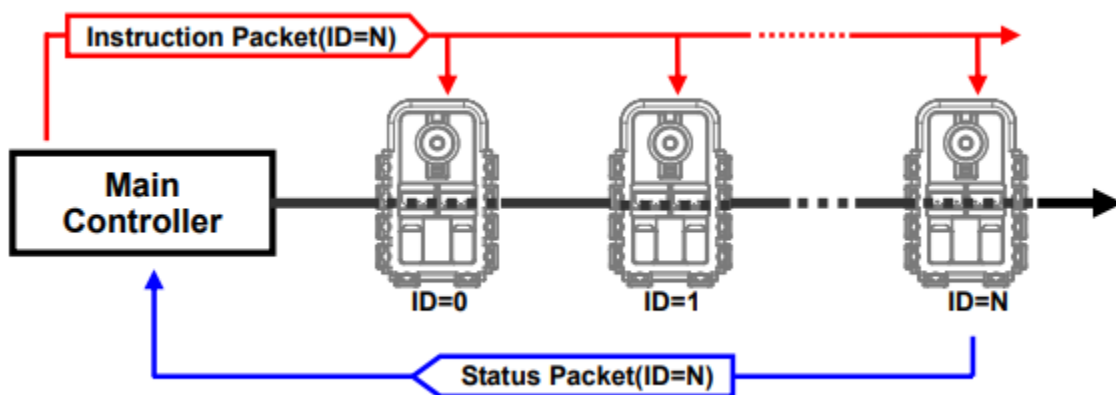 Instruction Packet(ID=N)
Main
Controller
ID=0
ID=1
ID=N
Status Packet(ID=N)